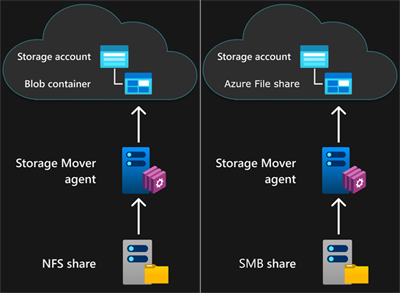 Storage account
Blob container
Storage Mover
agent
NFS share
Storage account
Azure File share
Storage Mover
agent
SMB share